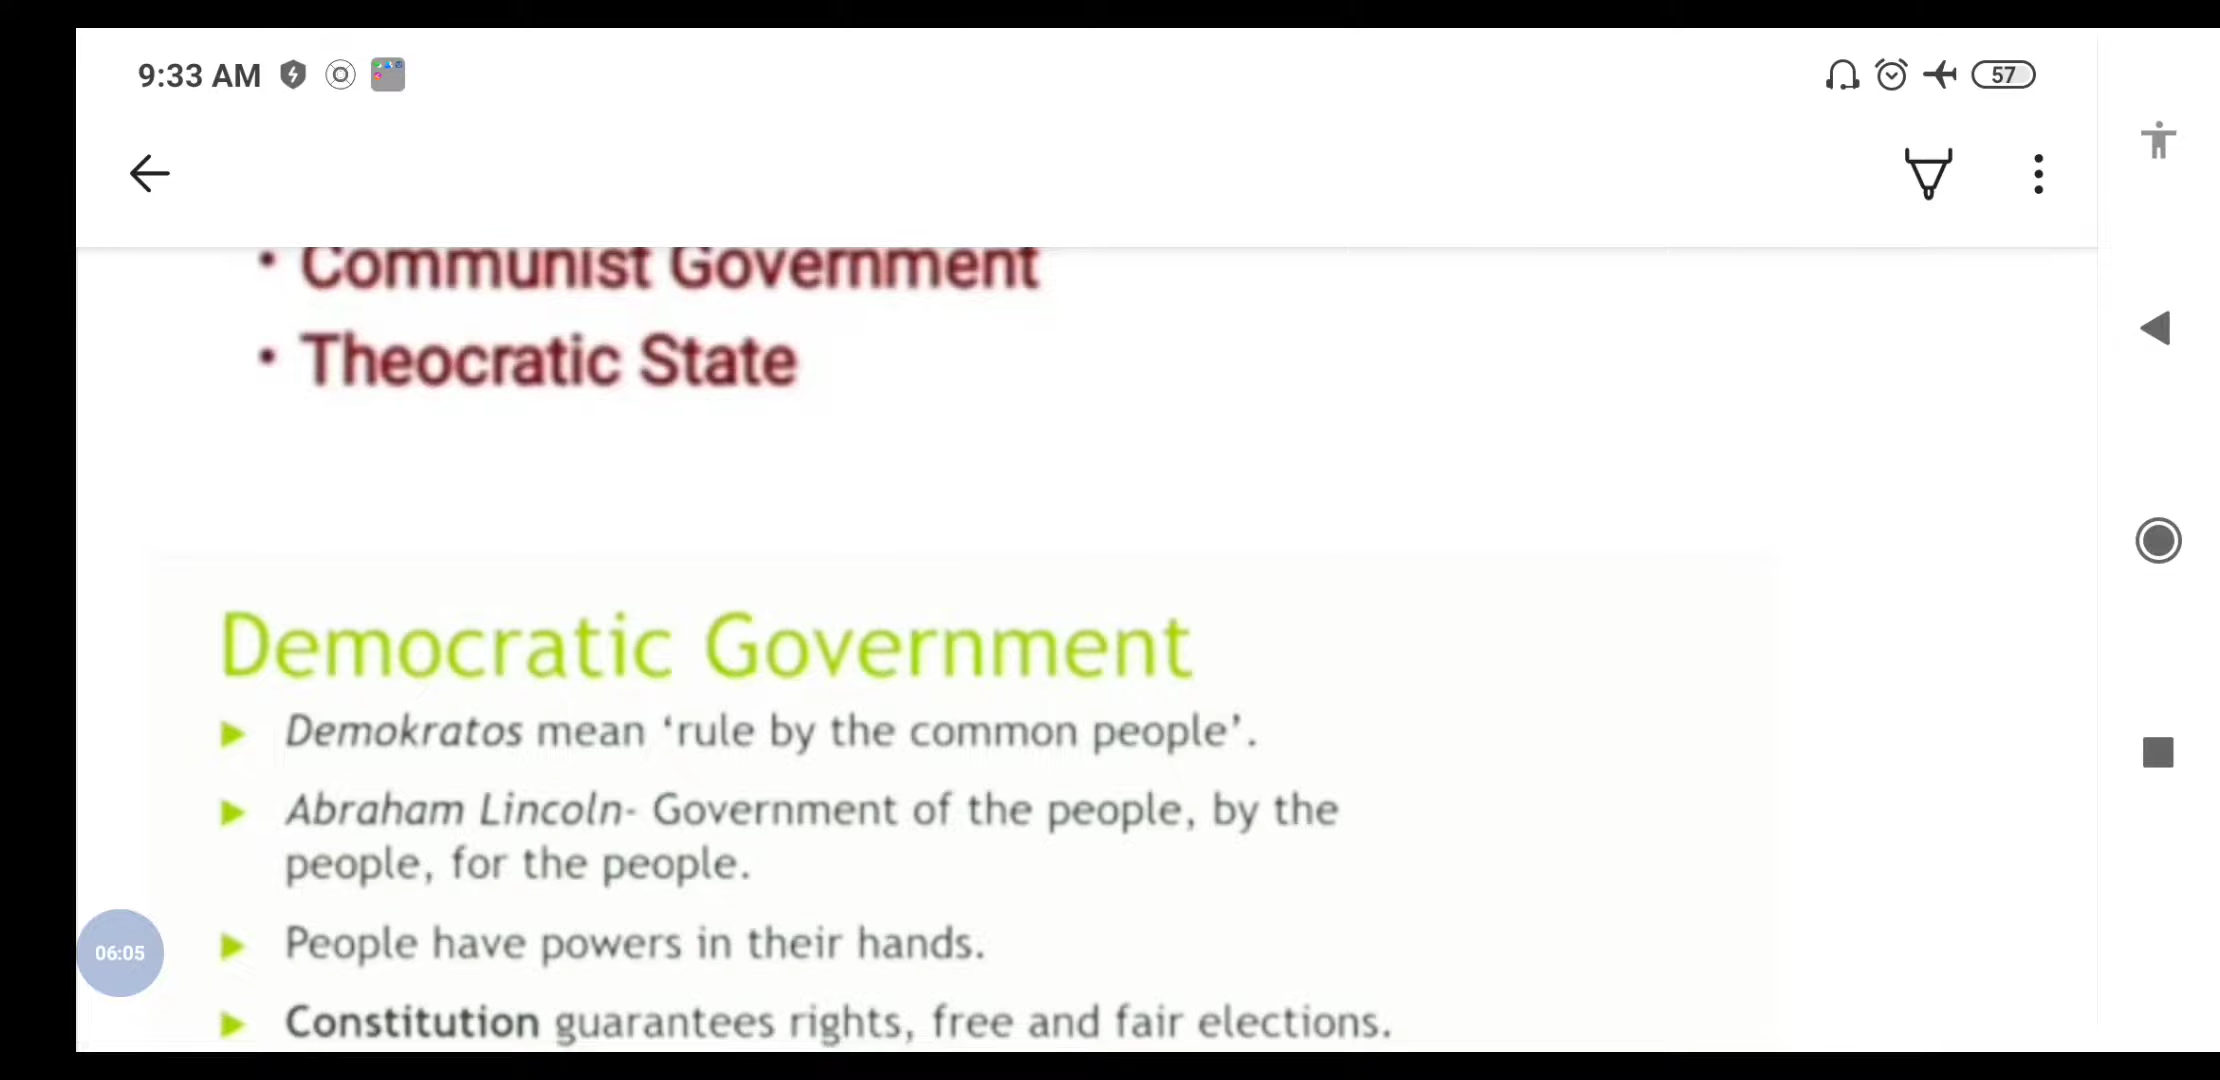 9:33 AM
57
• Communist Government
• Theocratic State
Democratic Government
Demokratos mean ‘rule by the common people’.
Abraham Lincoln- Government of the people, by the
people, for the people.
06:05
People have powers in their hands.
Constitution guarantees rights, free and fair elections.